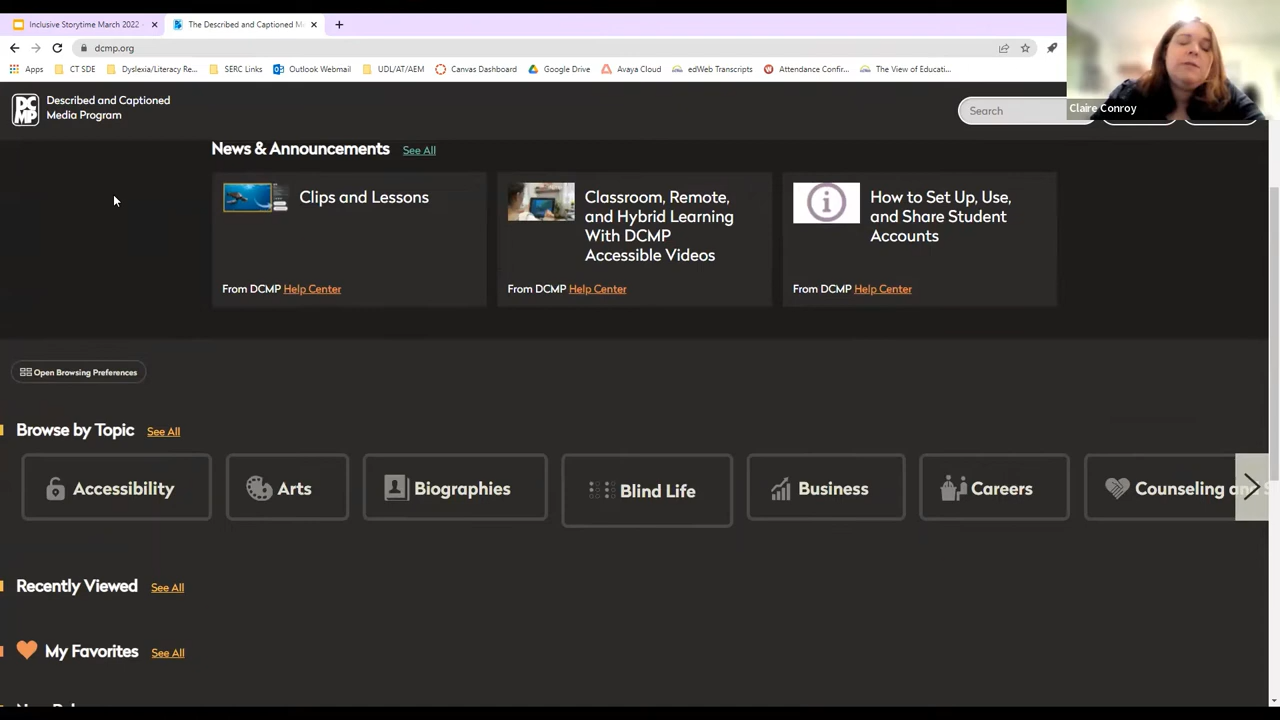 Inclusive Storytime March 2022 -
The Described and Captioned M
dcmp.org
Apps
CT SDE
Dyslexia/Literacy Re...
SERC Links
Outlook Webmail
UDL/AT/AEM
Canvas Dashboard
Google Drive
Avaya Cloud
edWeb Transcripts
Attendance Confir...
The View of Educati...
DC
MP
Described and Captioned
Media Program
Search
Claire Conroy
News & Announcements See All
Clips and Lessons
From DCMP Help Center
Classroom, Remote,
and Hybrid Learning
With DCMP
Accessible Videos
From DCMP Help Center
How to Set Up, Use,
and Share Student
Accounts
From DCMP Help Center
Open Browsing Preferences
Browse by Topic See All
Accessibility
Arts
Biographies
Blind Life
Business
Careers
Counseling and S
Recently Viewed See All
My Favorites See All